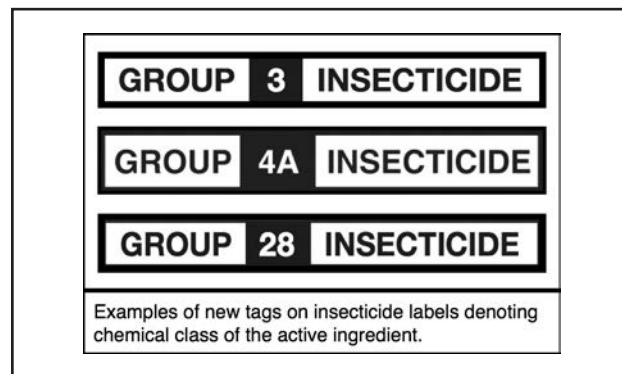 GROUP 3 INSECTICIDE
GROUP 4A INSECTICIDE
GROUP 28 INSECTICIDE
Examples of new tags on insecticide labels denoting
chemical class of the active ingredient.